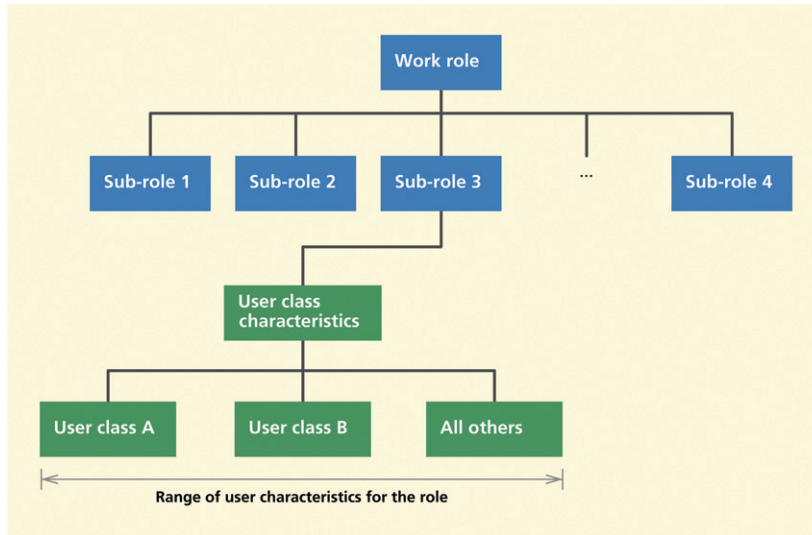 Work role
Sub-role 1
Sub-role 2
Sub-role 3
...
Sub-role 4
User class
characteristics
User class A
User class B
All others
Range of user characteristics for the role